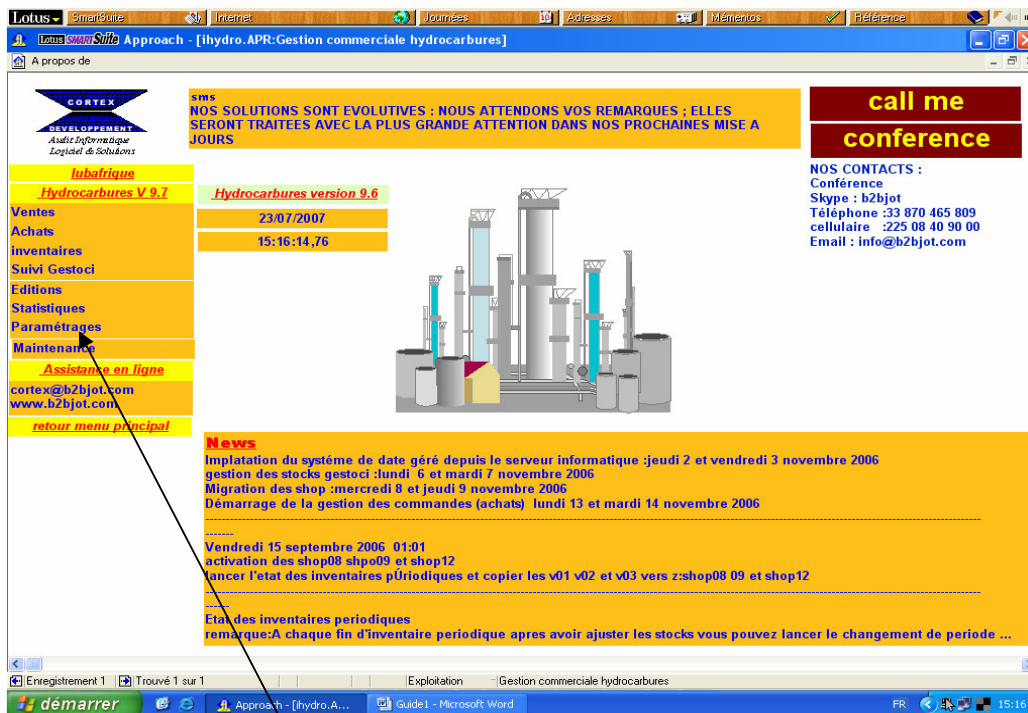 Lotus SmartSuite Internet Journées Adresses Mémentos Référence
Lotus SMARTSuite Approach - [ihydro.APR:Gestion commerciale hydrocarbures]
A propos de
CORTEX
DEVELOPPEMENT
Audit Informatique
Logiciel & Solutions
sms
NOS SOLUTIONS SONT EVOLUTIVES : NOUS ATTENDONS VOS REMARQUES ; ELLES
SERONT TRAITEES AVEC LA PLUS GRANDE ATTENTION DANS NOS PROCHAINES MISE A
JOURS
call me
conference
NOS CONTACTS :
Conférence
Skype : b2bjot
Téléphone :33 870 465 809
cellulaire :225 08 40 90 00
Email : info@b2bjot.com
lubafrique
Hydrocarbures V 9.7
Ventes
Achats
inventaires
Suivi Gestoci
Editions
Statistiques
Paramétrages
Maintenance
Assistance en ligne
cortex@b2bjot.com
www.b2bjot.com
retour menu principal
Hydrocarbures version 9.6
23/07/2007
15:16:14,76
News
Implatation du systéme de date géré depuis le serveur informatique :jeudi 2 et vendredi 3 novembre 2006
gestion des stocks gestoci :lundi 6 et mardi 7 novembre 2006
Migration des shop :mercredi 8 et jeudi 9 novembre 2006
Démarrage de la gestion des commandes (achats) lundi 13 et mardi 14 novembre 2006
Vendredi 15 septembre 2006 01:01
activation des shop08 shpo09 et shop12
lancer l'etat des inventaires pÚriodiques et copier les v01 v02 et v03 vers z:shop08 09 et shop12
Etat des inventaires periodiques
remarque:A chaque fin d'inventaire periodique apres avoir ajuster les stocks vous pouvez lancer le changement de periode ...
Enregistrement 1 Trouvé 1 sur 1 Exploitation Gestion commerciale hydrocarbures
démarrer Approach - [ihydro.A... Guide1 - Microsoft Word FR 15:16